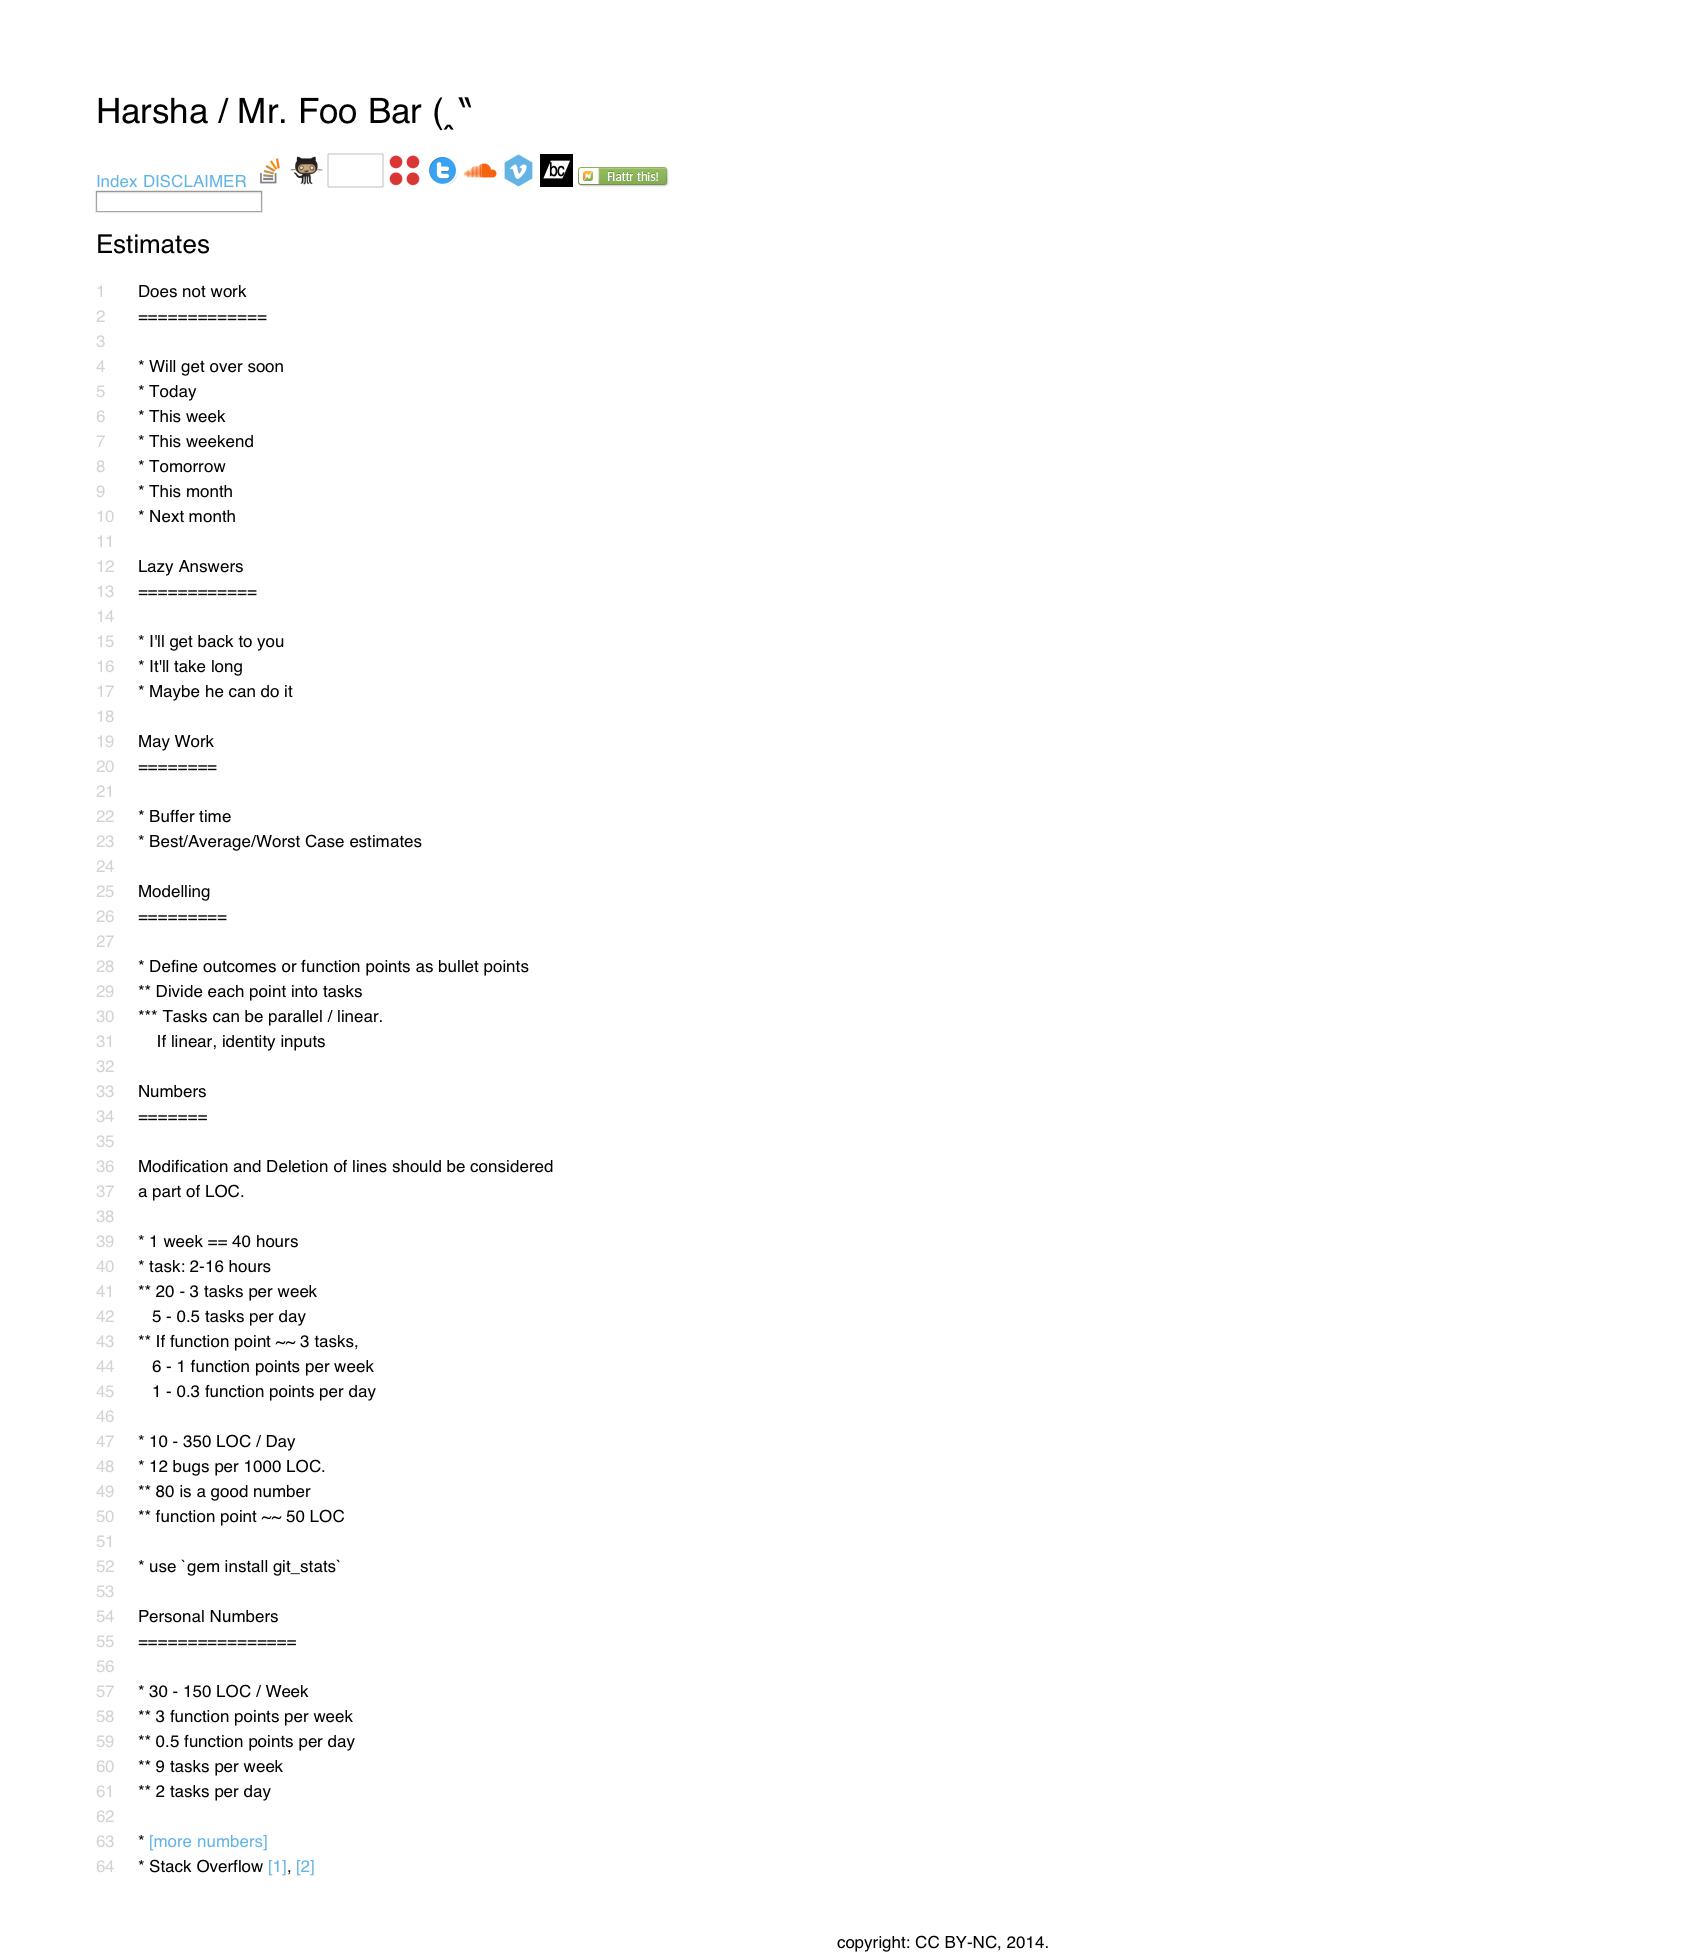 Harsha / Mr. Foo Bar (‸‶
Index DISCLAIMER bc Flattr this!
Estimates
1 Does not work
2 =============
3
4 * Will get over soon
5 * Today
6 * This week
7 * This weekend
8 * Tomorrow
9 * This month
10 * Next month
11
12 Lazy Answers
13 ============
14
15 * I'll get back to you
16 * It'll take long
17 * Maybe he can do it
18
19 May Work
20 ========
21
22 * Buffer time
23 * Best/Average/Worst Case estimates
24
25 Modelling
26 =========
27
28 * Define outcomes or function points as bullet points
29 ** Divide each point into tasks
30 *** Tasks can be parallel / linear.
31 If linear, identity inputs
32
33 Numbers
34 =======
35
36 Modification and Deletion of lines should be considered
37 a part of LOC.
38
39 * 1 week == 40 hours
40 * task: 2-16 hours
41 ** 20 - 3 tasks per week
42 5 - 0.5 tasks per day
43 ** If function point ~~ 3 tasks,
44 6 - 1 function points per week
45 1 - 0.3 function points per day
46
47 * 10 - 350 LOC / Day
48 * 12 bugs per 1000 LOC.
49 ** 80 is a good number
50 ** function point ~~ 50 LOC
51
52 * use `gem install git_stats`
53
54 Personal Numbers
55 ================
56
57 * 30 - 150 LOC / Week
58 ** 3 function points per week
59 ** 0.5 function points per day
60 ** 9 tasks per week
61 ** 2 tasks per day
62
63 * [more numbers]
64 * Stack Overflow [1], [2]
copyright: CC BY-NC, 2014.